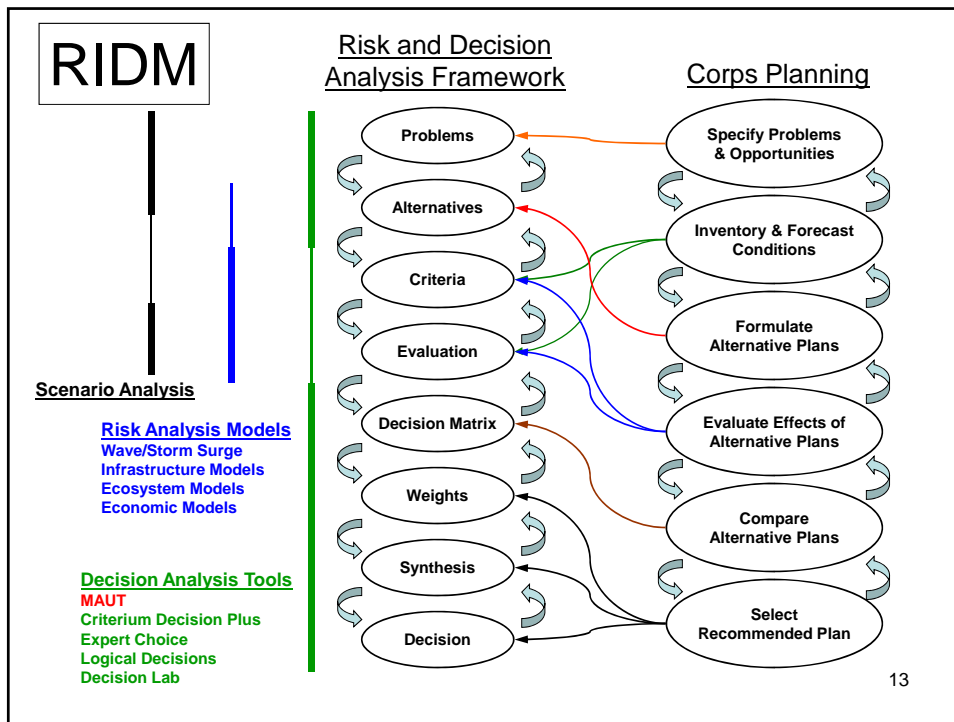 RIDM
Risk and Decision
Analysis Framework
Corps Planning
Problems
Alternatives
Criteria
Evaluation
Decision Matrix
Weights
Synthesis
Decision
Specify Problems
& Opportunities
Inventory & Forecast
Conditions
Formulate
Alternative Plans
Evaluate Effects of
Alternative Plans
Compare
Alternative Plans
Select
Recommended Plan
Scenario Analysis
Risk Analysis Models
Wave/Storm Surge
Infrastructure Models
Ecosystem Models
Economic Models
Decision Analysis Tools
MAUT
Criterium Decision Plus
Expert Choice
Logical Decisions
Decision Lab
13